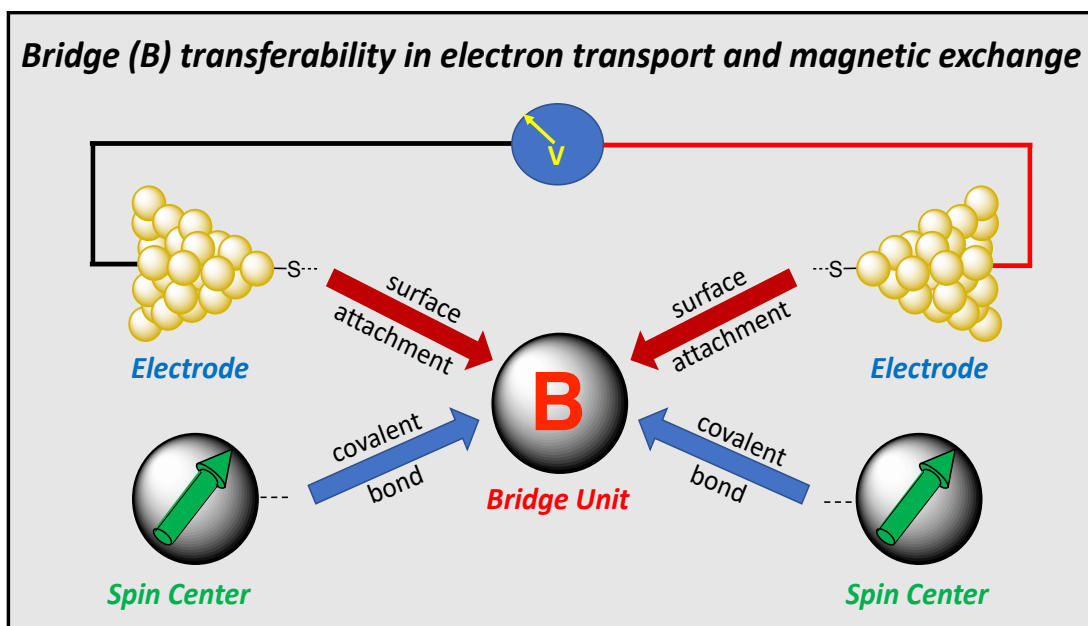 Bridge (B) transferability in electron transport and magnetic exchange
V
S
surface
attachment
surface
attachment
S
Electrode
Electrode
B
covalent
bond
covalent
bond
Bridge Unit
Spin Center
Spin Center